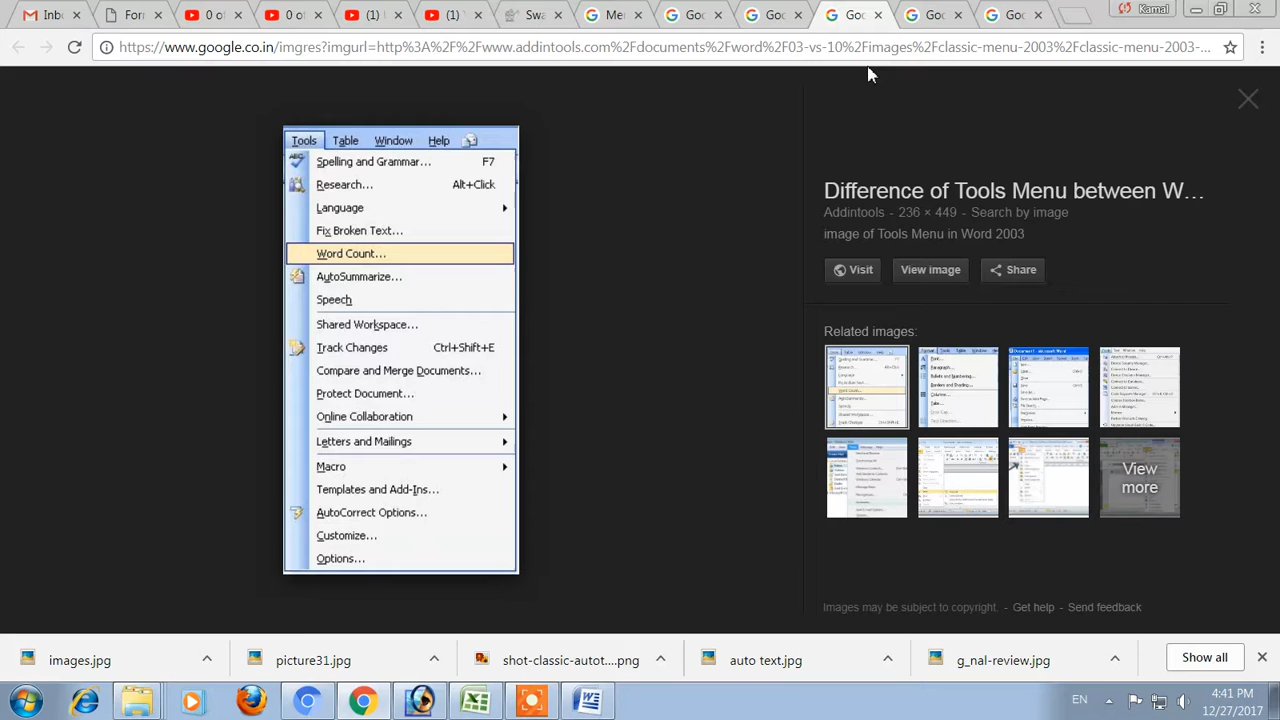 Inbo
Forn
0 o
0 o
(1)
(1)
Swa
Me
Goo
Goo
Goo
Goo
Goo
Kamal
https://www.google.co.in/imgres?imgurl=http%3A%2F%2Fwww.addintools.com%2Fdocuments%2Fword%2F03-vs-10%2Fimages%2Fclassic-menu-2003%2Fclassic-menu-2003-...
Tools Table Window Help
Spelling and Grammar... F7
Research... Alt+Click
Language
Fix Broken Text...
Word Count...
AutoSummarize...
Speech
Shared Workspace...
ck Changes Ctrl+Shift+E
Compare and Merge Documents...
Protect Document...
Online Collaboration
Letters and Mailings
Macro
Templates and Add-Ins...
AutoCorrect Options...
Customize...
Options...
Difference of Tools Menu between W...
Addintools - 236 × 449 - Search by image
image of Tools Menu in Word 2003
Visit
View image
Share
Related images:
View
more
Images may be subject to copyright. - Get help - Send feedback
images.jpg
picture31.jpg
shot-classic-autot....png
auto text.jpg
g_nal-review.jpg
Show all
EN
4:41 PM
12/27/2017